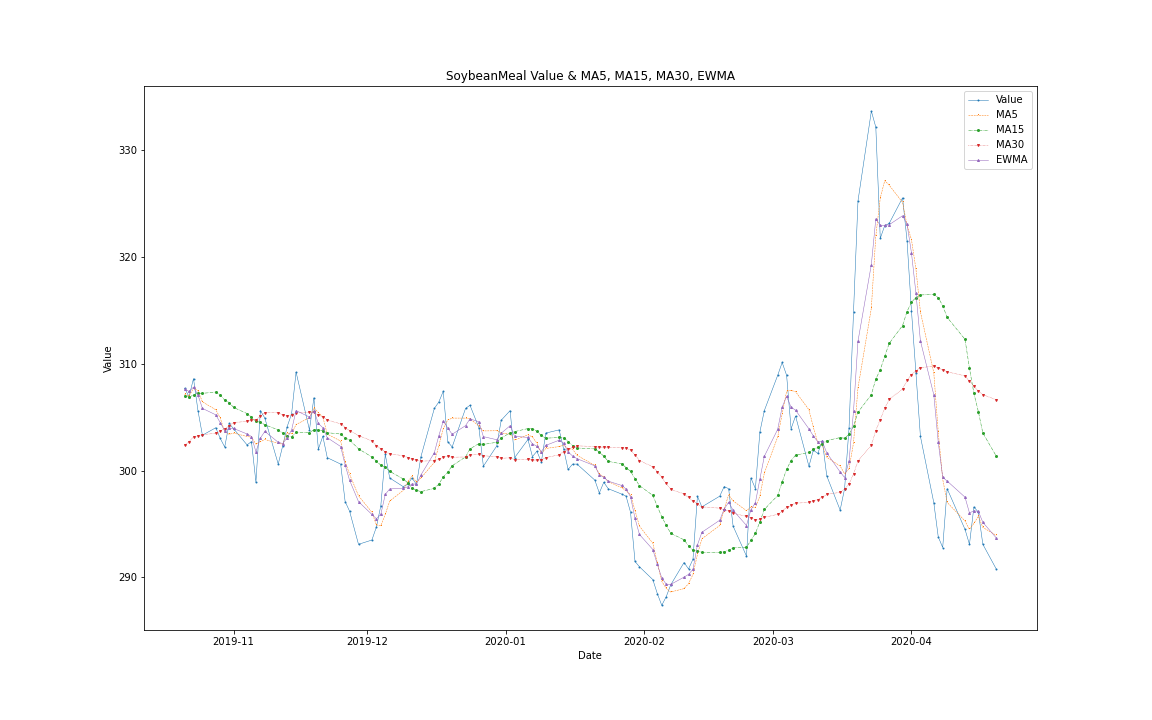 SoybeanMeal Value & MA5, MA15, MA30, EWMA
Value
MA5
MA15
MA30
EWMA
330
320
310
300
290
Value
2019-11
2019-12
2020-01
2020-02
2020-03
2020-04
Date